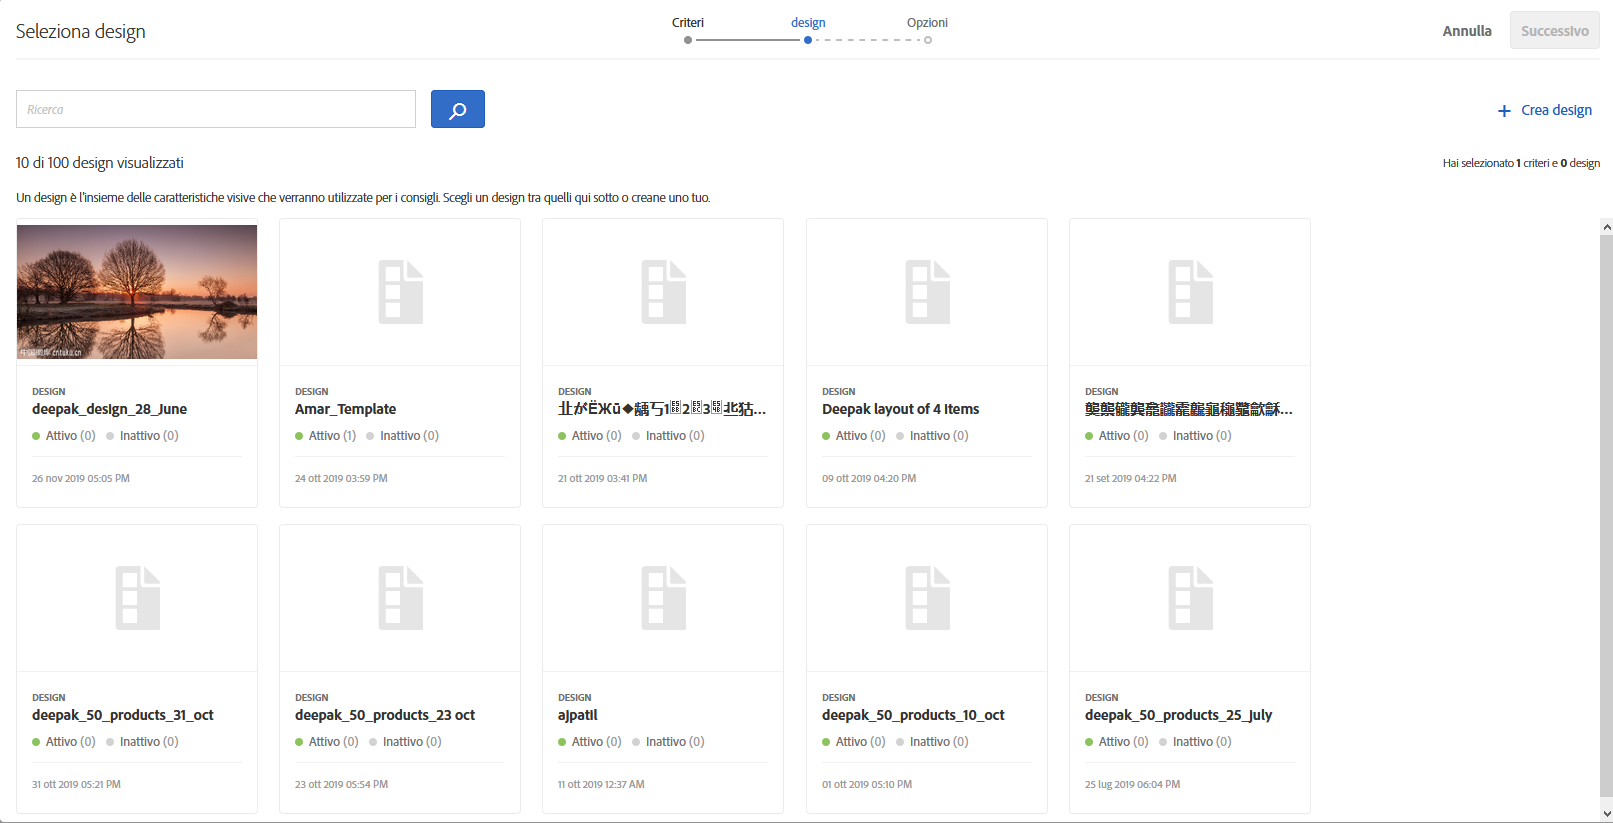 Seleziona design
Criteri
design
Opzioni
Annulla
Successivo
Ricerca
Crea design
10 di 100 design visualizzati
Hai selezionato 1 criteri e 0 design
Un design è l'insieme delle caratteristiche visive che verranno utilizzate per i consigli. Scegli un design tra quelli qui sotto o creane uno tuo.
DESIGN
deepak_design_28_June
Attivo (0) Inattivo (0)
26 nov 2019 05:05 PM
DESIGN
Amar_Template
Attivo (1) Inattivo (0)
24 ott 2019 03:59 PM
DESIGN
Attivo (0) Inattivo (0)
21 ott 2019 03:41 PM
DESIGN
Deepak layout of 4 items
Attivo (0) Inattivo (0)
09 ott 2019 04:20 PM
DESIGN
Attivo (0) Inattivo (0)
21 set 2019 04:22 PM
DESIGN
deepak_50_products_31_oct
Attivo (0) Inattivo (0)
31 ott 2019 05:21 PM
DESIGN
deepak_50_products_23 oct
Attivo (0) Inattivo (0)
23 ott 2019 05:54 PM
DESIGN
ajpatil
Attivo (0) Inattivo (0)
11 ott 2019 12:37 AM
DESIGN
deepak_50_products_10_oct
Attivo (0) Inattivo (0)
01 ott 2019 05:10 PM
DESIGN
deepak_50_products_25_july
Attivo (0) Inattivo (0)
25 lug 2019 06:04 PM